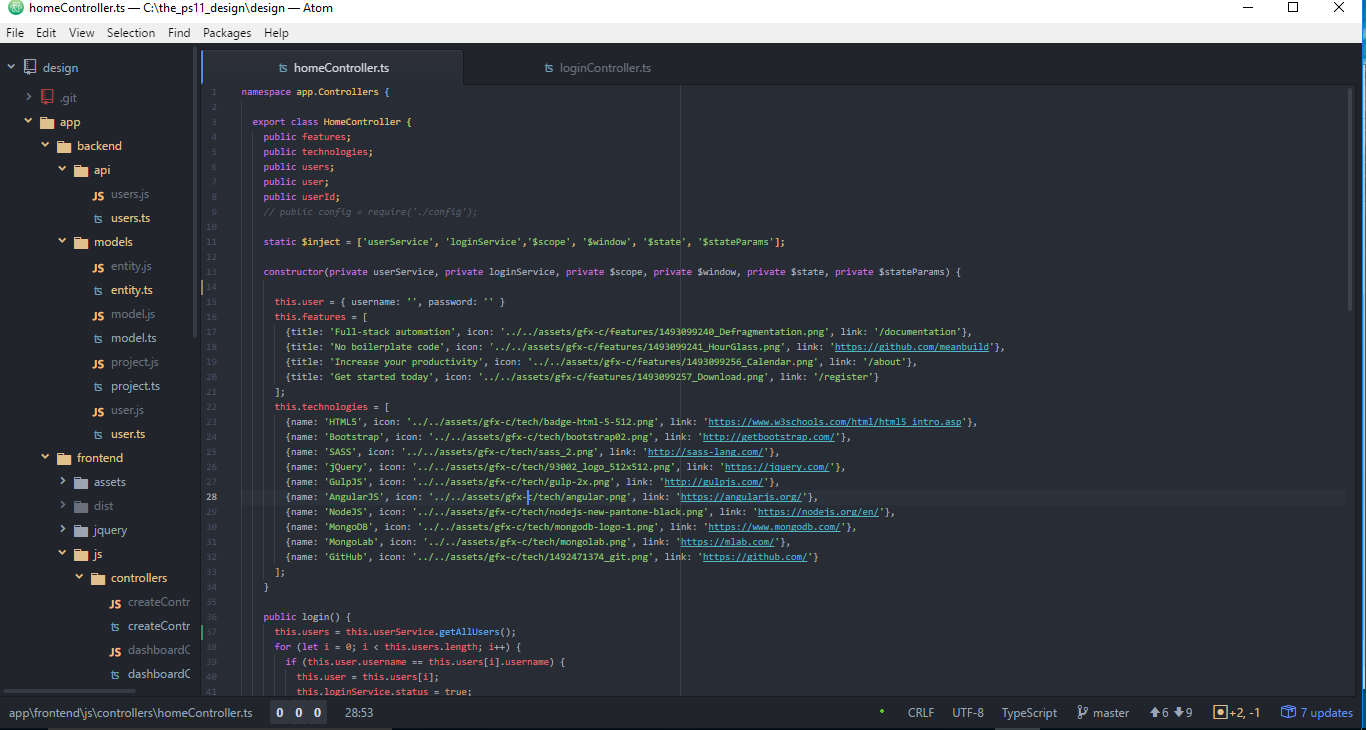 homeController.ts — C:\the_ps11_design\design — Atom
File Edit View Selection Find Packages Help
design
.git
app
backend
api
JS users.js
TS users.ts
models
JS entity.js
TS entity.ts
JS model.js
TS model.ts
JS project.js
TS project.ts
JS user.js
TS user.ts
frontend
assets
dist
jquery
js
controllers
JS createContr
TS createContr
JS dashboardC
TS dashboardC
TS homeController.ts TS loginController.ts
1 namespace app.Controllers {
2
3 export class HomeController {
4 public features;
5 public technologies;
6 public users;
7 public user;
8 public userId;
9 // public config = require('./config');
10
11 static $inject = ['userService', 'loginService','$scope', '$window', '$state', '$stateParams'];
12
13 constructor(private userService, private loginService, private $scope, private $window, private $state, private $stateParams) {
14
15 this.user = { username: '', password: '' }
16 this.features = [
17 {title: 'Full-stack automation', icon: '../../assets/gfx-c/features/1493099240_Defragmentation.png', link: '/documentation'},
18 {title: 'No boilerplate code', icon: '../../assets/gfx-c/features/1493099241_HourGlass.png', link: 'https://github.com/meanbuild'},
19 {title: 'Increase your productivity', icon: '../../assets/gfx-c/features/1493099256_Calendar.png', link: '/about'},
20 {title: 'Get started today', icon: '../../assets/gfx-c/features/1493099257_Download.png', link: '/register'}
21 ];
22 this.technologies = [
23 {name: 'HTML5', icon: '../../assets/gfx-c/tech/badge-html-5-512.png', link: 'https://www.w3schools.com/html/html5_intro.asp'},
24 {name: 'Bootstrap', icon: '../../assets/gfx-c/tech/bootstrap02.png', link: 'http://getbootstrap.com/'},
25 {name: 'SASS', icon: '../../assets/gfx-c/tech/sass_2.png', link: 'http://sass-lang.com/'},
26 {name: 'jQuery', icon: '../../assets/gfx-c/tech/93002_logo_512x512.png', link: 'https://jquery.com/'},
27 {name: 'GulpJS', icon: '../../assets/gfx-c/tech/gulp-2x.png', link: 'http://gulpjs.com/'},
28 {name: 'AngularJS', icon: '../../assets/gfx-c/tech/angular.png', link: 'https://angularjs.org/'},
29 {name: 'NodeJS', icon: '../../assets/gfx-c/tech/nodejs-new-pantone-black.png', link: 'https://nodejs.org/en/'},
30 {name: 'MongoDB', icon: '../../assets/gfx-c/tech/mongodb-logo-1.png', link: 'https://www.mongodb.com/'},
31 {name: 'MongoLab', icon: '../../assets/gfx-c/tech/mongolab.png', link: 'https://mlab.com/'},
32 {name: 'GitHub', icon: '../../assets/gfx-c/tech/1492471374_git.png', link: 'https://github.com/'}
33 ];
34 }
35
36 public login() {
37 this.users = this.userService.getAllUsers();
38 for (let i = 0; i < this.users.length; i++) {
39 if (this.user.username == this.users[i].username) {
40 this.user = this.users[i];
41 this.loginService.status = true;
app\frontend\js\controllers\homeController.ts 0 0 0 28:53 CRLF UTF-8 TypeScript master 6 9 +2, -1 7 updates